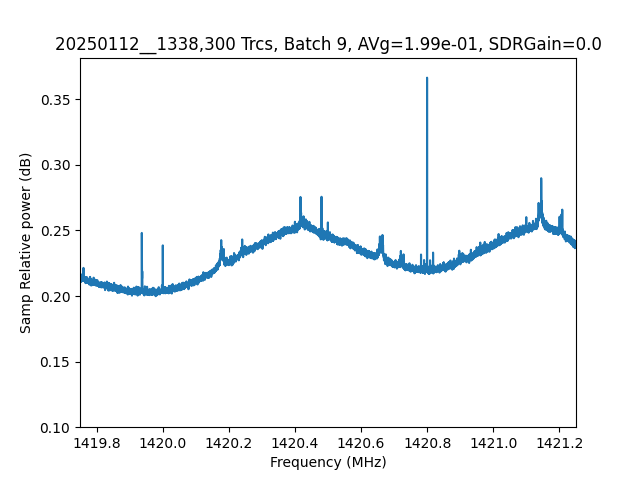 20250112__1338,300 Trcs, Batch 9, AVg=1.99e-01, SDRGain=0.0
Samp Relative power (dB)
0.35
0.30
0.25
0.20
0.15
0.10
1419.8 1420.0 1420.2 1420.4 1420.6 1420.8 1421.0 1421.2
Frequency (MHz)